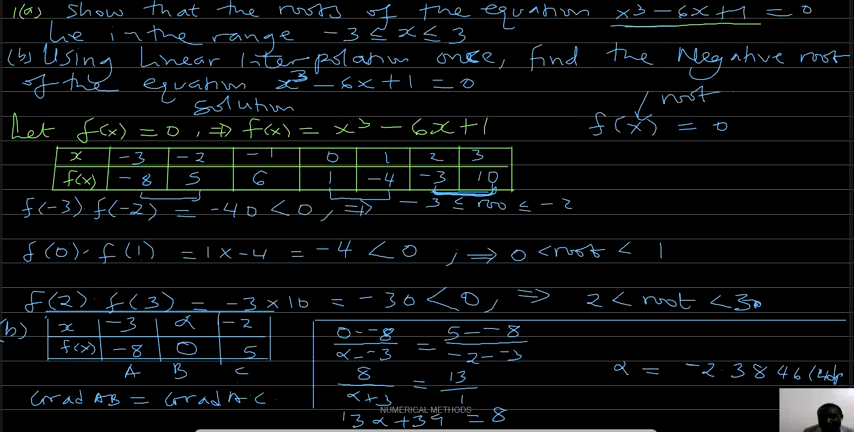 1(a) Show that the roots of the equation x³ - 6x + 1 = 0
lie in the range -3 ≤ x ≤ 3
(b) Using Linear Interpolation once, find the Negative root
of the equation x³ - 6x + 1 = 0
Solution
root
Let f(x) = 0, ⇒ f(x) = x³ - 6x + 1
f(x) = 0
x -3 -2 -1 0 1 2 3
f(x) -8 5 6 1 -4 -3 10
f(-3) f(-2) = -40 < 0, ⇒ -3 ≤ root ≤ -2
f(0) · f(1) = 1 x -4 = -4 < 0, ⇒ 0 < root < 1
f(2) · f(3) = -3 x 10 = -30 < 0, ⇒ 2 < root < 3.
(b)
x -3 α -2
f(x) -8 0 5
A B C
Grad AB = Grad A·C
0--8 / α--3 = 5--8 / -2--3
8 / α+3 = 13 / 1
13α + 39 = 8
α = -2.3846 (4dp
NUMERICAL METHODS